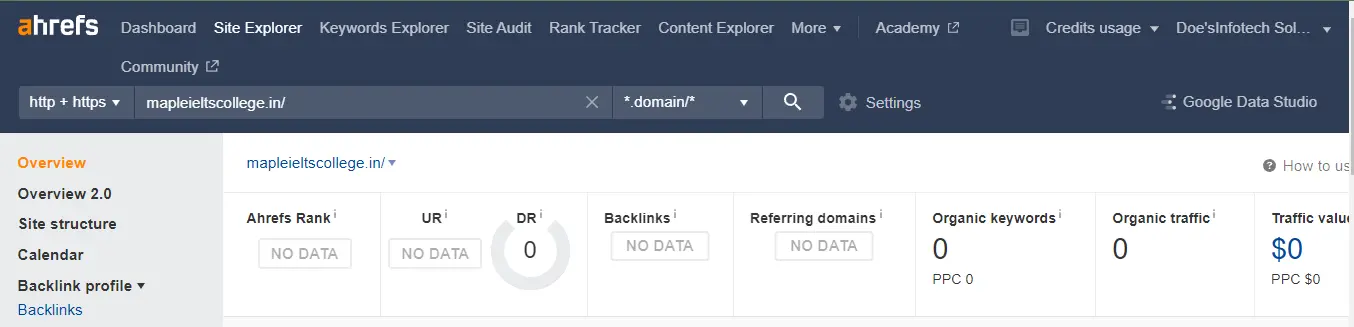 ahrefs Dashboard Site Explorer Keywords Explorer Site Audit Rank Tracker Content Explorer More Academy Credits usage Doe'sInfotech Sol...
Community
http + https mapleieltscollege.in/ *.domain/* Settings Google Data Studio
Overview
mapleieltscollege.in/
How to us
Overview 2.0
Site structure
Calendar
Backlink profile
Backlinks
Ahrefs Rank i UR i DR i Backlinks i Referring domains i Organic keywords i Organic traffic i Traffic valu
NO DATA NO DATA 0 NO DATA NO DATA 0 0 $0
PPC 0 PPC $0